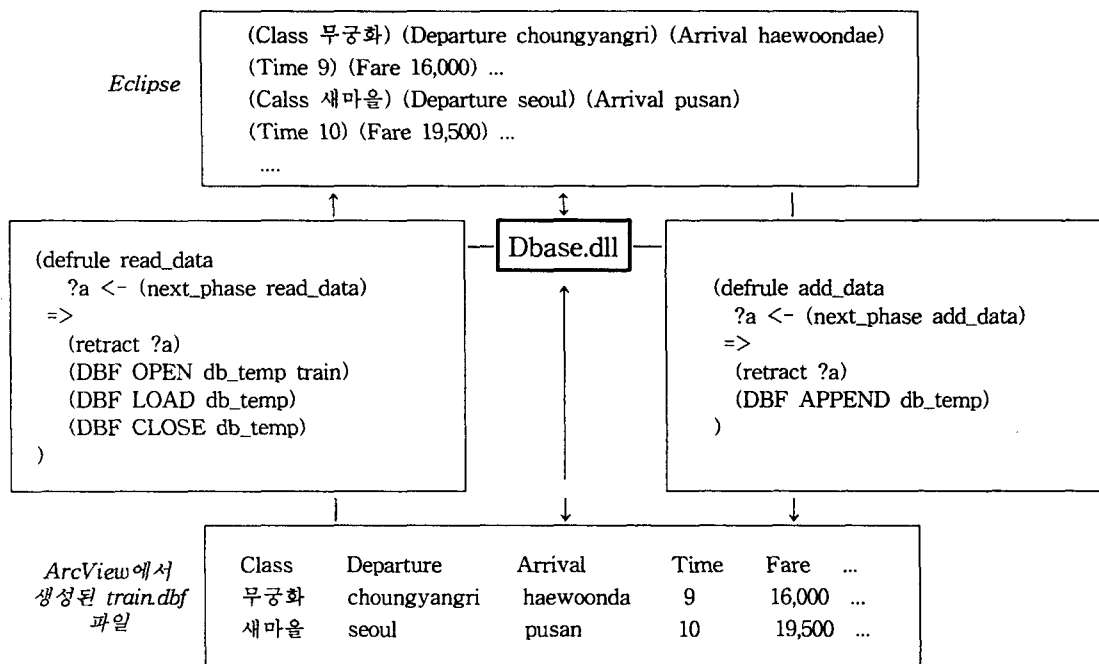 Eclipse
(Class 무궁화) (Departure choungyangri) (Arrival haewoondae)
(Time 9) (Fare 16,000) ...
(Calss 새마을) (Departure seoul) (Arrival pusan)
(Time 10) (Fare 19,500) ...
....
(defrule read_data
?a <- (next_phase read_data)
=>
(retract ?a)
(DBF OPEN db_temp train)
(DBF LOAD db_temp)
(DBF CLOSE db_temp)
)
Dbase.dll
(defrule add_data
?a <- (next_phase add_data)
=>
(retract ?a)
(DBF APPEND db_temp)
)
ArcView에서
생성된 train.dbf
파일
Class Departure Arrival Time Fare ...
무궁화 choungyangri haewoonda 9 16,000 ...
새마을 seoul pusan 10 19,500 ...